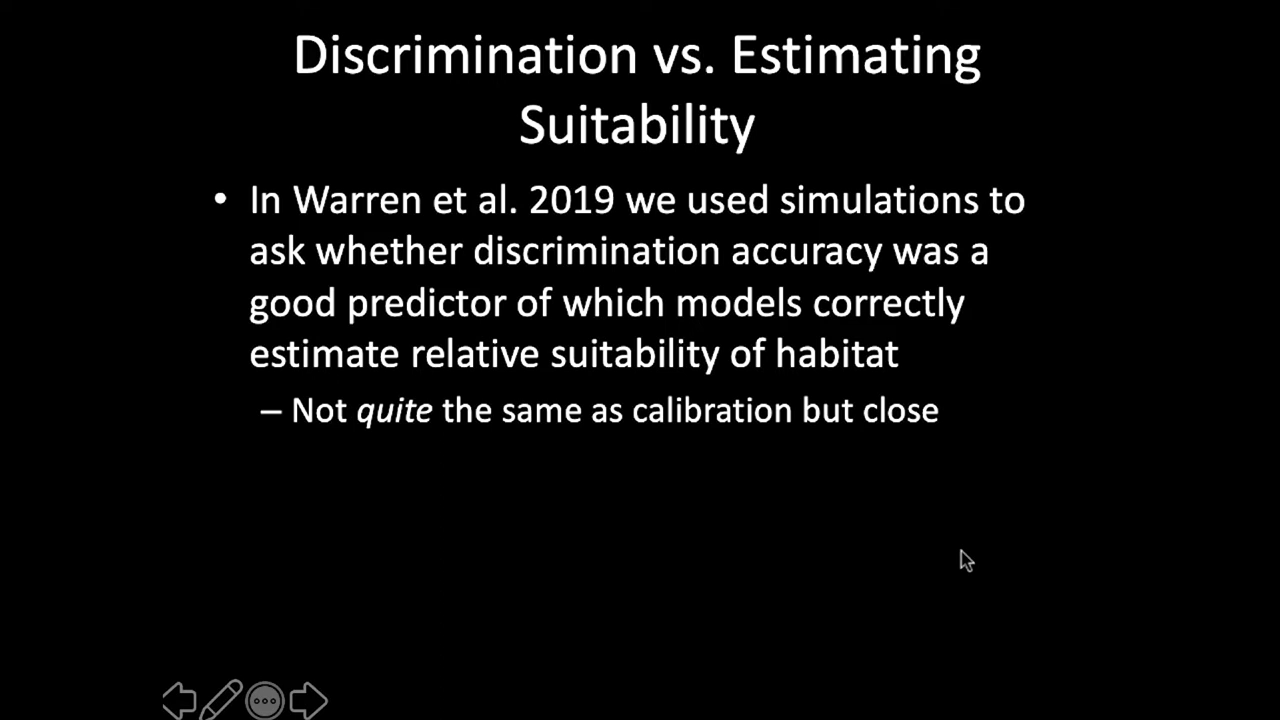 Discrimination vs. Estimating
Suitability
• In Warren et al. 2019 we used simulations to
ask whether discrimination accuracy was a
good predictor of which models correctly
estimate relative suitability of habitat
– Not quite the same as calibration but close